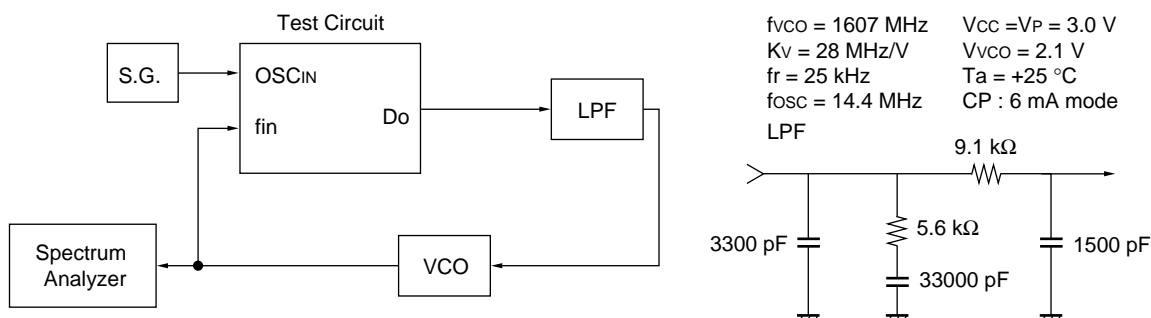 Test Circuit
S.G.
OSCIN
fin
Do
LPF
Spectrum
Analyzer
VCO
fVCO = 1607 MHz
KV = 28 MHz/V
fr = 25 kHz
fOSC = 14.4 MHz
LPF
VCC =VP = 3.0 V
VVCO = 2.1 V
Ta = +25 °C
CP : 6 mA mode
9.1 kΩ
5.6 kΩ
3300 pF
33000 pF
1500 pF